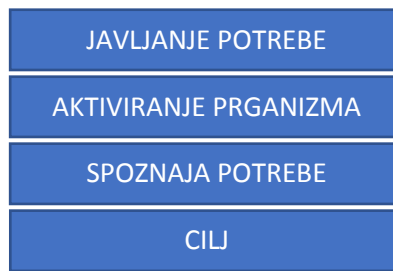 JAVLJANJE POTREBE
AKTIVIRANJE PRGANIZMA
SPOZNAJA POTREBE
CILJ